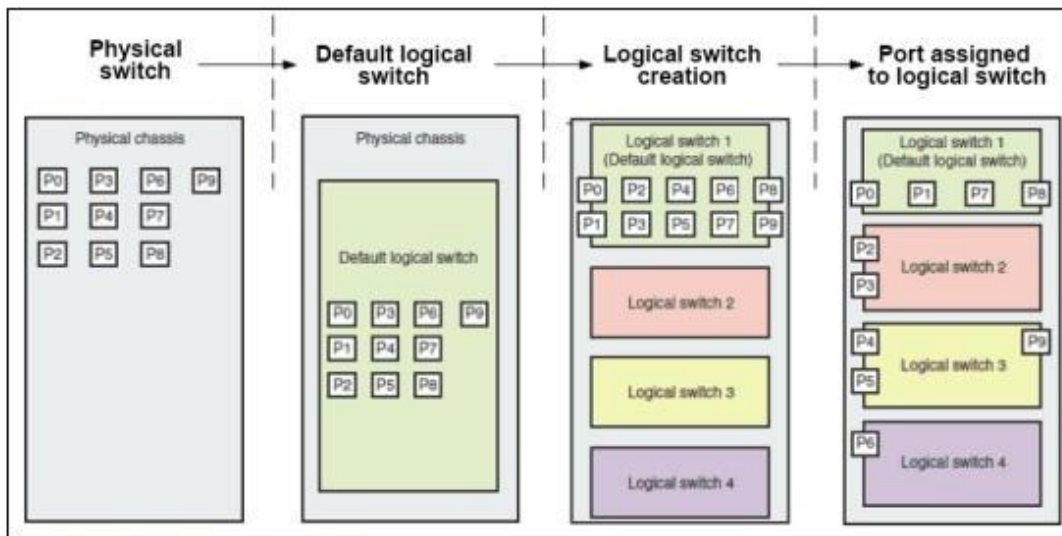 Physical
switch
Default logical
switch
Logical switch
creation
Port assigned
to logical switch
Physical chassis
P0 P3 P6 P9
P1 P4 P7
P2 P5 P8
Physical chassis
Default logical switch
P0 P3 P6 P9
P1 P4 P7
P2 P5 P8
Logical switch 1
(Default logical switch)
P0 P2 P4 P6 P8
P1 P3 P5 P7 P9
Logical switch 2
Logical switch 3
Logical switch 4
Logical switch 1
(Default logical switch)
P0 P1 P7 P8
P2
Logical switch 2
P3
P4 P9
Logical switch 3
P5
P6
Logical switch 4